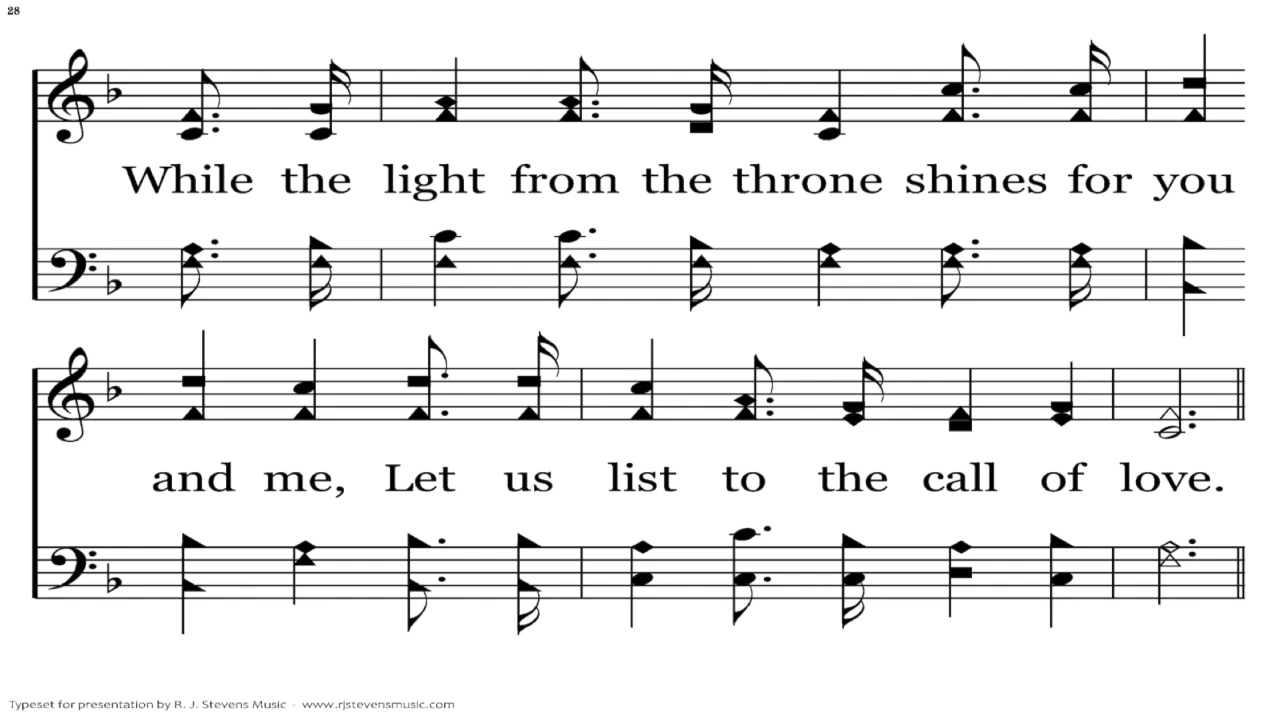 28
While the light from the throne shines for you
and me, Let us list to the call of love.
Typeset for presentation by R. J. Stevens Music - www.rjstevensmusic.com